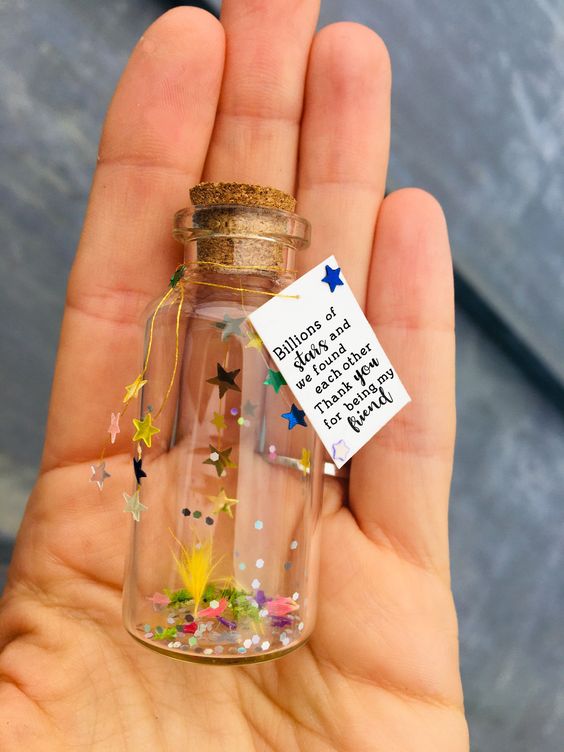 Billions of
stars and
we found
each other
Thank you
for being my
friend